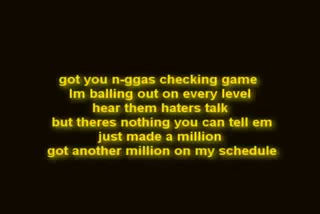 got you n-ggas checking game
Im balling out on every level
hear them haters talk
but theres nothing you can tell em
just made a million
got another million on my schedule